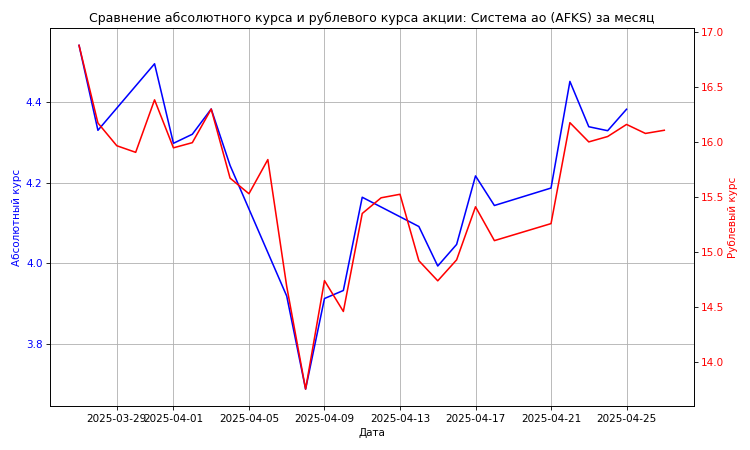 Сравнение абсолютного курса и рублевого курса акции: Система ао (AFKS) за месяц
Абсолютный курс
4.4
4.2
4.0
3.8
17.0
16.5
16.0
15.5
15.0
14.5
14.0
Рублевый курс
2025-03-29 2025-04-01 2025-04-05 2025-04-09 2025-04-13 2025-04-17 2025-04-21 2025-04-25
Дата